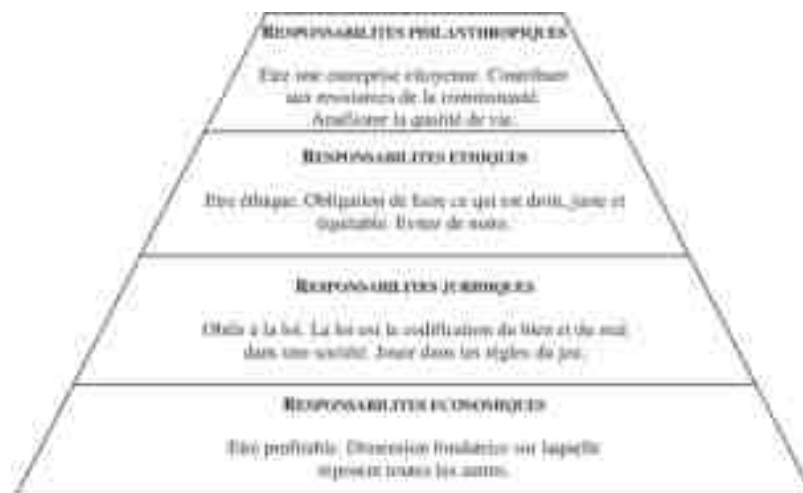 RESPONSABILITES PHILANTHROPIQUES
Etre une entreprise citoyenne. Contribuer
aux ressources de la communauté.
Améliorer la qualité de vie.
RESPONSABILITES ETHIQUES
Etre éthique. Obligation de faire ce qui est droit, juste et
équitable. Eviter de nuire.
RESPONSABILITES JURIDIQUES
Obéir à la loi. La loi est la codification du bien et du mal
dans une société. Jouer dans les règles du jeu.
RESPONSABILITES ECONOMIQUES
Etre profitable. Dimension fondatrice sur laquelle
reposent toutes les autres.